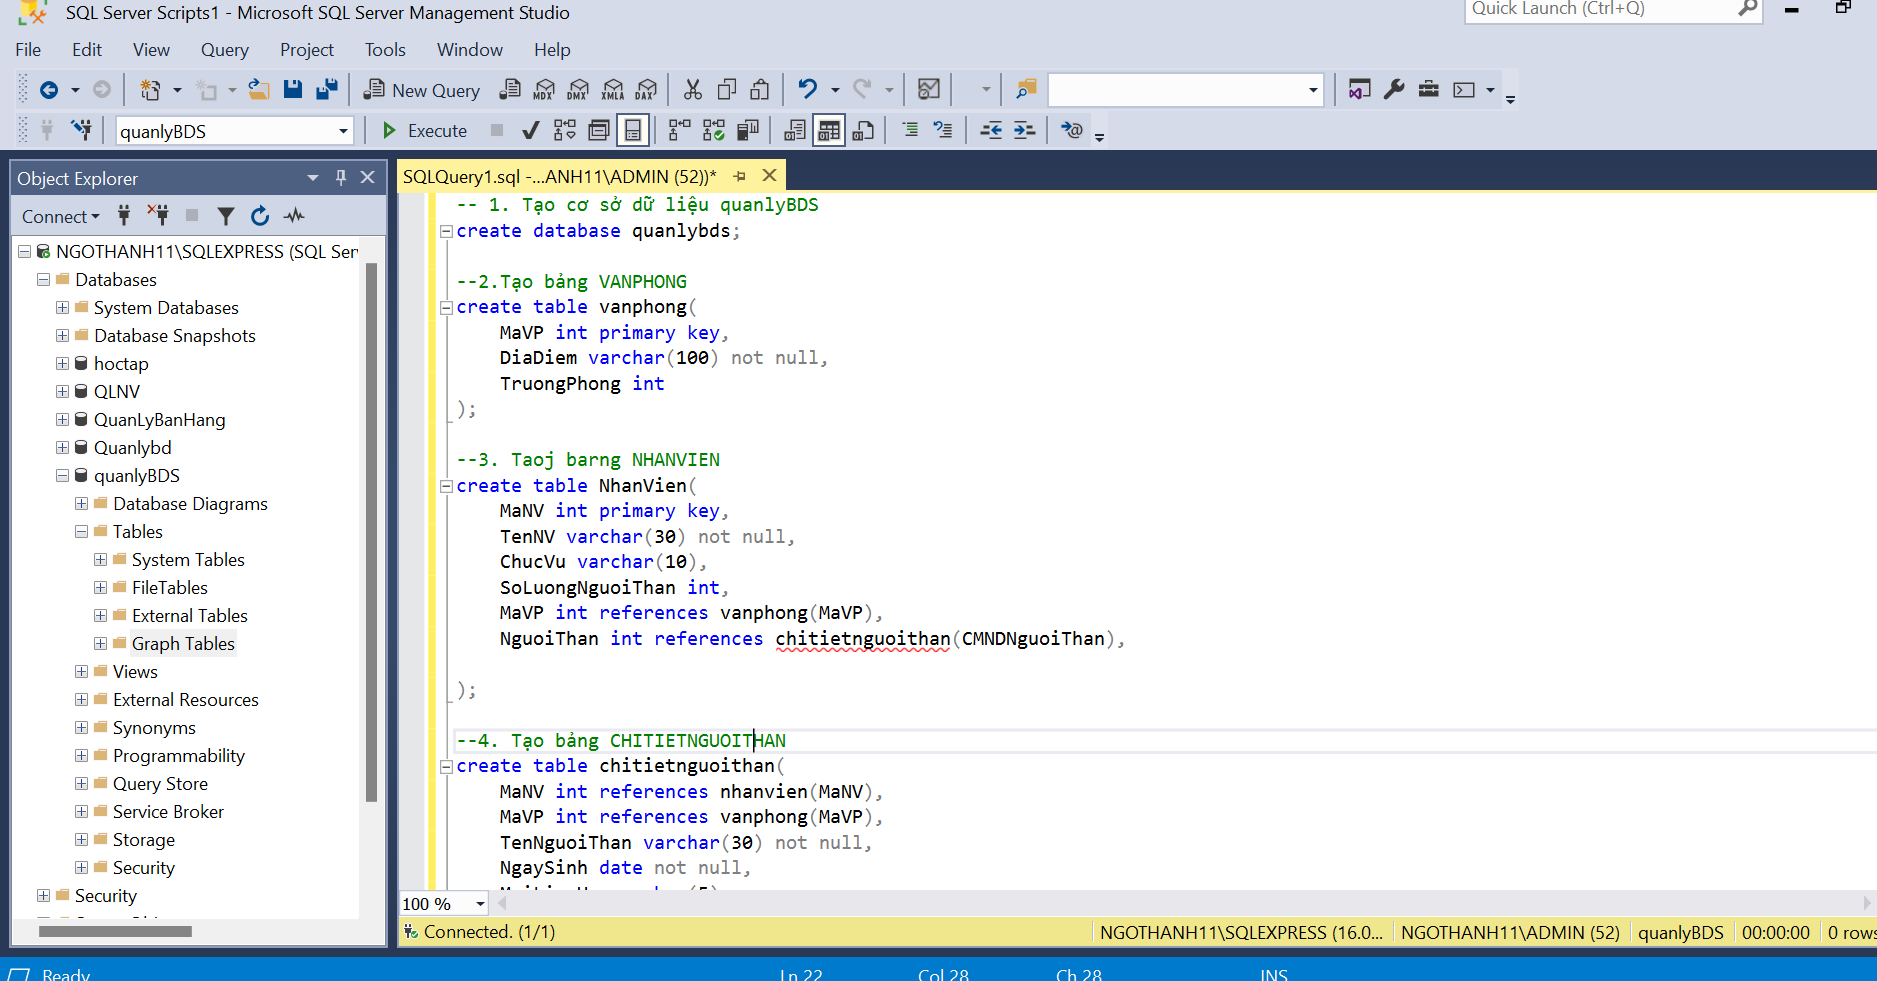 SQL Server Scripts1 - Microsoft SQL Server Management Studio
Quick Launch (Ctrl+Q)
File Edit View Query Project Tools Window Help
New Query MDX DMX XMLA DAX
quanlyBDS Execute
Object Explorer
Connect
NGOTHANH11\SQLEXPRESS (SQL Ser
Databases
System Databases
Database Snapshots
hoctap
QLNV
QuanLyBanHang
Quanlybd
quanlyBDS
Database Diagrams
Tables
System Tables
FileTables
External Tables
Graph Tables
Views
External Resources
Synonyms
Programmability
Query Store
Service Broker
Storage
Security
Security
SQLQuery1.sql -...ANH11\ADMIN (52))*
-- 1. Tạo cơ sở dữ liệu quanlyBDS
create database quanlybds;
--2.Tạo bảng VANPHONG
create table vanphong(
MaVP int primary key,
DiaDiem varchar(100) not null,
TruongPhong int
);
--3. Taoj barng NHANVIEN
create table NhanVien(
MaNV int primary key,
TenNV varchar(30) not null,
ChucVu varchar(10),
SoLuongNguoiThan int,
MaVP int references vanphong(MaVP),
NguoiThan int references chitietnguoithan(CMNDNguoiThan),
);
--4. Tạo bảng CHITIETNGUOITHAN
create table chitietnguoithan(
MaNV int references nhanvien(MaNV),
MaVP int references vanphong(MaVP),
TenNguoiThan varchar(30) not null,
NgaySinh date not null,
100 %
Connected. (1/1)
NGOTHANH11\SQLEXPRESS (16.0... NGOTHANH11\ADMIN (52) quanlyBDS 00:00:00 0 rows
Ready Ln 22 Col 28 Ch 28 INS